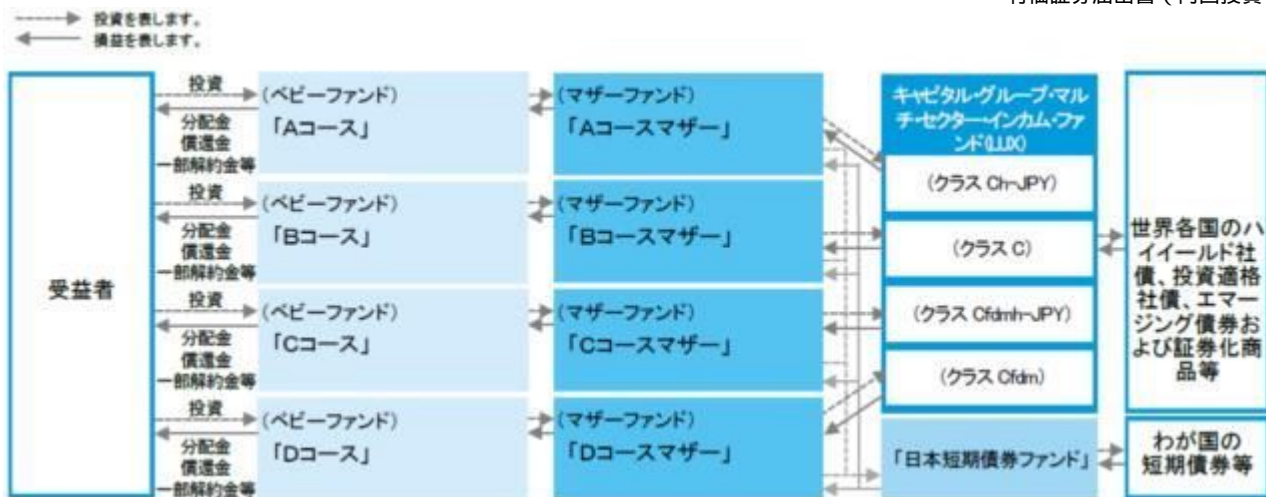 投資を表します。
損益を表します。
受益者
投資
分配金
償還金
一部解約金等
(ベビーファンド)
「Aコース」
(マザーファンド)
「Aコースマザー」
投資
分配金
償還金
一部解約金等
(ベビーファンド)
「Bコース」
(マザーファンド)
「Bコースマザー」
投資
分配金
償還金
一部解約金等
(ベビーファンド)
「Cコース」
(マザーファンド)
「Cコースマザー」
投資
分配金
償還金
一部解約金等
(ベビーファンド)
「Dコース」
(マザーファンド)
「Dコースマザー」
キャピタル・グループ・マル
チ・セクター・インカム・ファ
ンド(LUX)
(クラス Ch-JPY)
(クラス C)
(クラス Cfdmh-JPY)
(クラス Cfdm)
「日本短期債券ファンド」
世界各国のハ
イイールド社
債、投資適格
社債、エマー
ジング債券お
よび証券化商
品等
わが国の
短期債券等